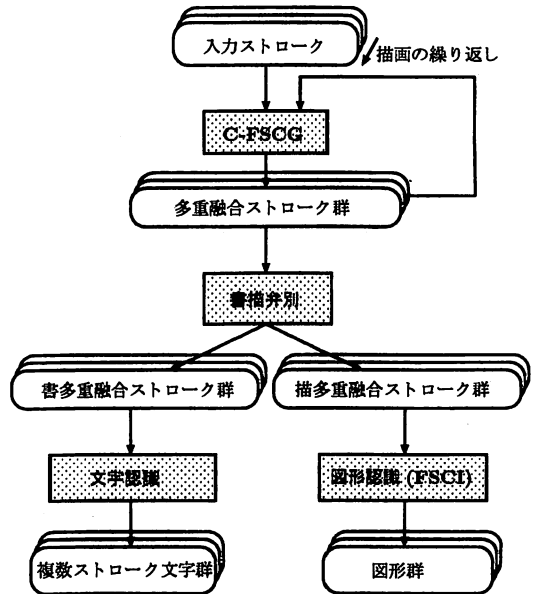 入力ストローク
描画の繰り返し
C-FSCG
多重融合ストローク群
書描弁別
書多重融合ストローク群
描多重融合ストローク群
文字認識
図形認識 (FSCI)
複数ストローク文字群
図形群